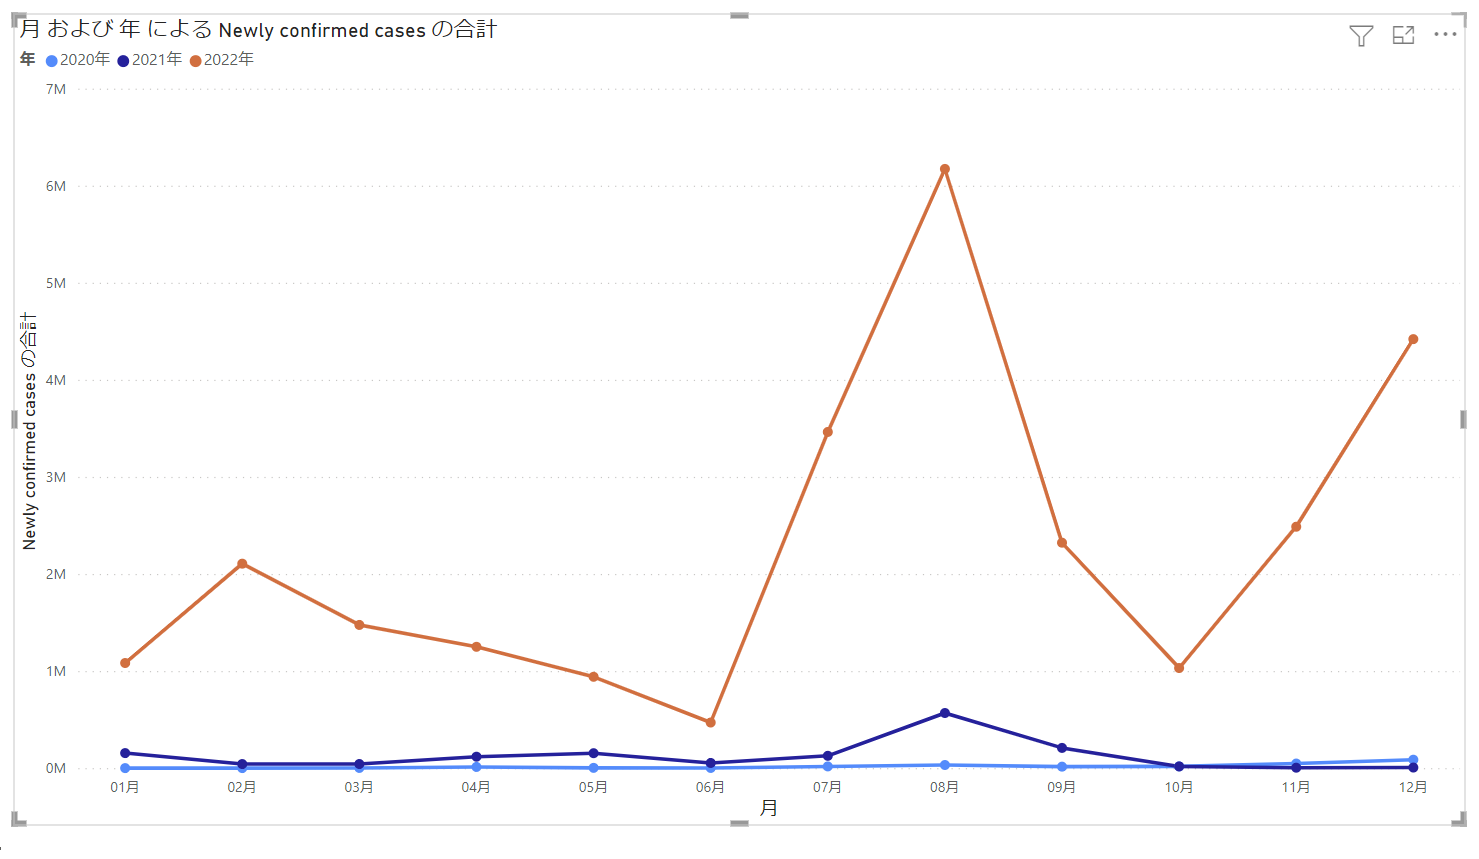 月 および 年 による Newly confirmed cases の合計
年 2020年 2021年 2022年
7M
6M
5M
4M
3M
2M
1M
0M
Newly confirmed cases の合計
01月 02月 03月 04月 05月 06月 07月 08月 09月 10月 11月 12月
月